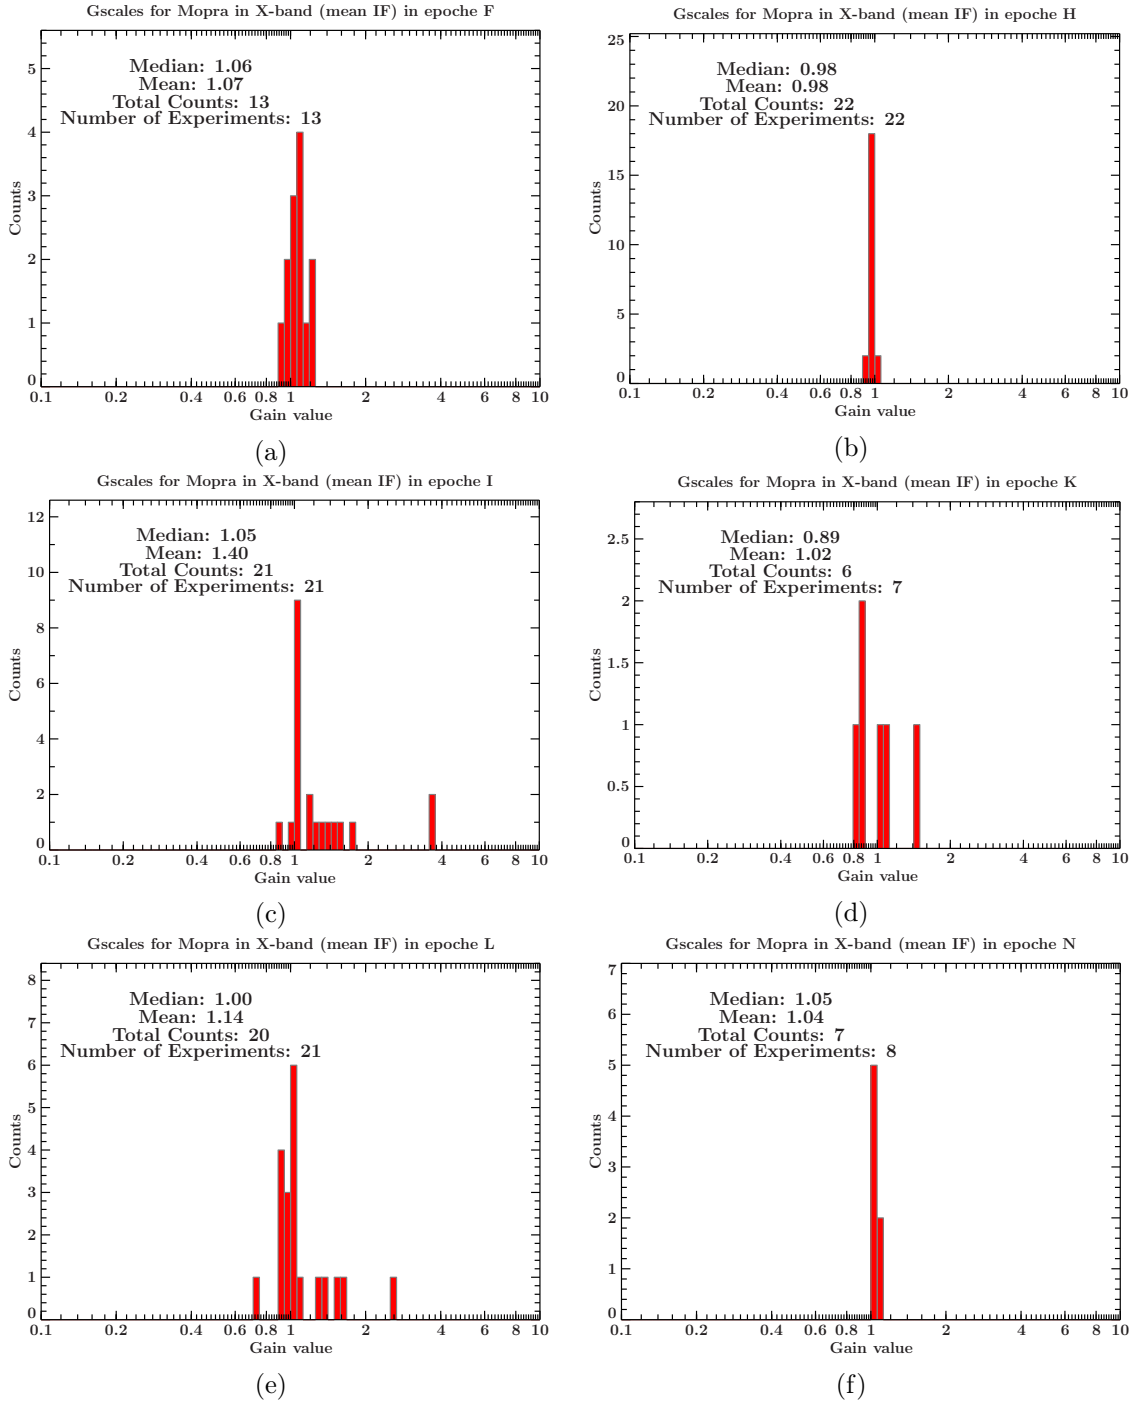 Gscales for Mopra in X-band (mean IF) in epoche F
Median: 1.06
Mean: 1.07
Total Counts: 13
Number of Experiments: 13
5
4
3
2
1
0
Counts
0.1 0.2 0.4 0.6 0.8 1 2 4 6 8 10
Gain value
(a)
Gscales for Mopra in X-band (mean IF) in epoche H
Median: 0.98
Mean: 0.98
Total Counts: 22
Number of Experiments: 22
25
20
15
10
5
0
Counts
0.1 0.2 0.4 0.6 0.8 1 2 4 6 8 10
Gain value
(b)
Gscales for Mopra in X-band (mean IF) in epoche I
Median: 1.05
Mean: 1.40
Total Counts: 21
Number of Experiments: 21
12
10
8
6
4
2
0
Counts
0.1 0.2 0.4 0.6 0.8 1 2 4 6 8 10
Gain value
(c)
Gscales for Mopra in X-band (mean IF) in epoche K
Median: 0.89
Mean: 1.02
Total Counts: 6
Number of Experiments: 7
2.5
2
1.5
1
0.5
0
Counts
0.1 0.2 0.4 0.6 0.8 1 2 4 6 8 10
Gain value
(d)
Gscales for Mopra in X-band (mean IF) in epoche L
Median: 1.00
Mean: 1.14
Total Counts: 20
Number of Experiments: 21
8
7
6
5
4
3
2
1
0
Counts
0.1 0.2 0.4 0.6 0.8 1 2 4 6 8 10
Gain value
(e)
Gscales for Mopra in X-band (mean IF) in epoche N
Median: 1.05
Mean: 1.04
Total Counts: 7
Number of Experiments: 8
7
6
5
4
3
2
1
0
Counts
0.1 0.2 0.4 0.6 0.8 1 2 4 6 8 10
Gain value
(f)